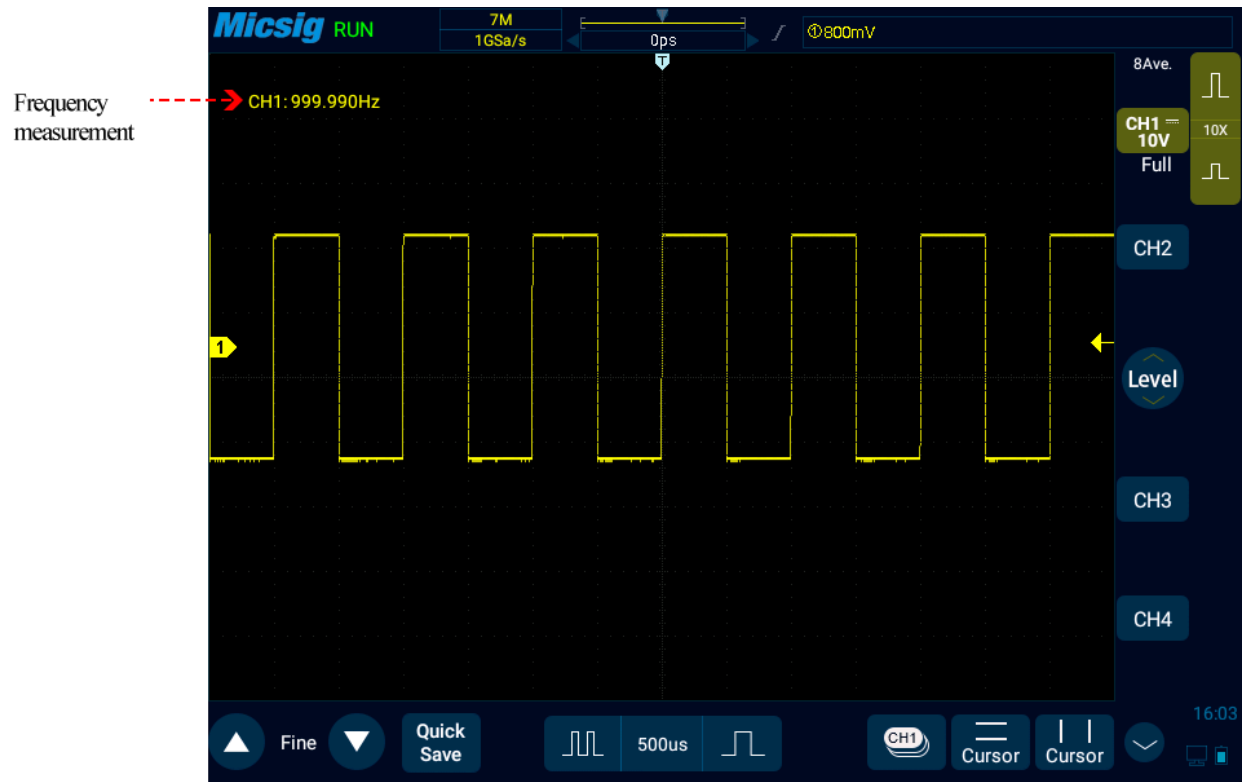 Micsig RUN
7M
1GSa/s
0ps
①800mV
T
8Ave.
Frequency
measurement
CH1:999.990Hz
CH1
10V
10X
Full
CH2
1
Level
CH3
CH4
16:03
Fine
Quick
Save
500us
CH1
Cursor
Cursor